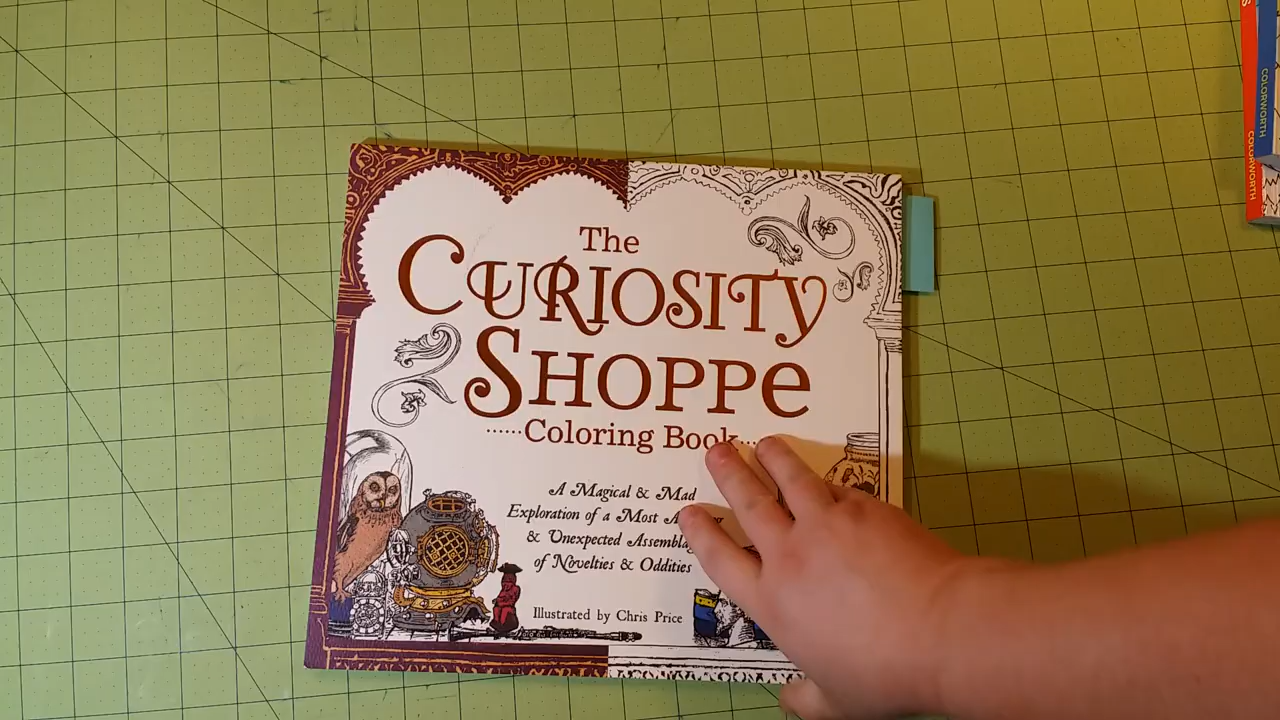 The
CURIOSITY
SHOPPe
Coloring Book
A Magical & Mad
Exploration of a Most
& Unexpected
of Novelties & Oddities
Illustrated by Chris Price
COLORWORTH
COLORWORTH